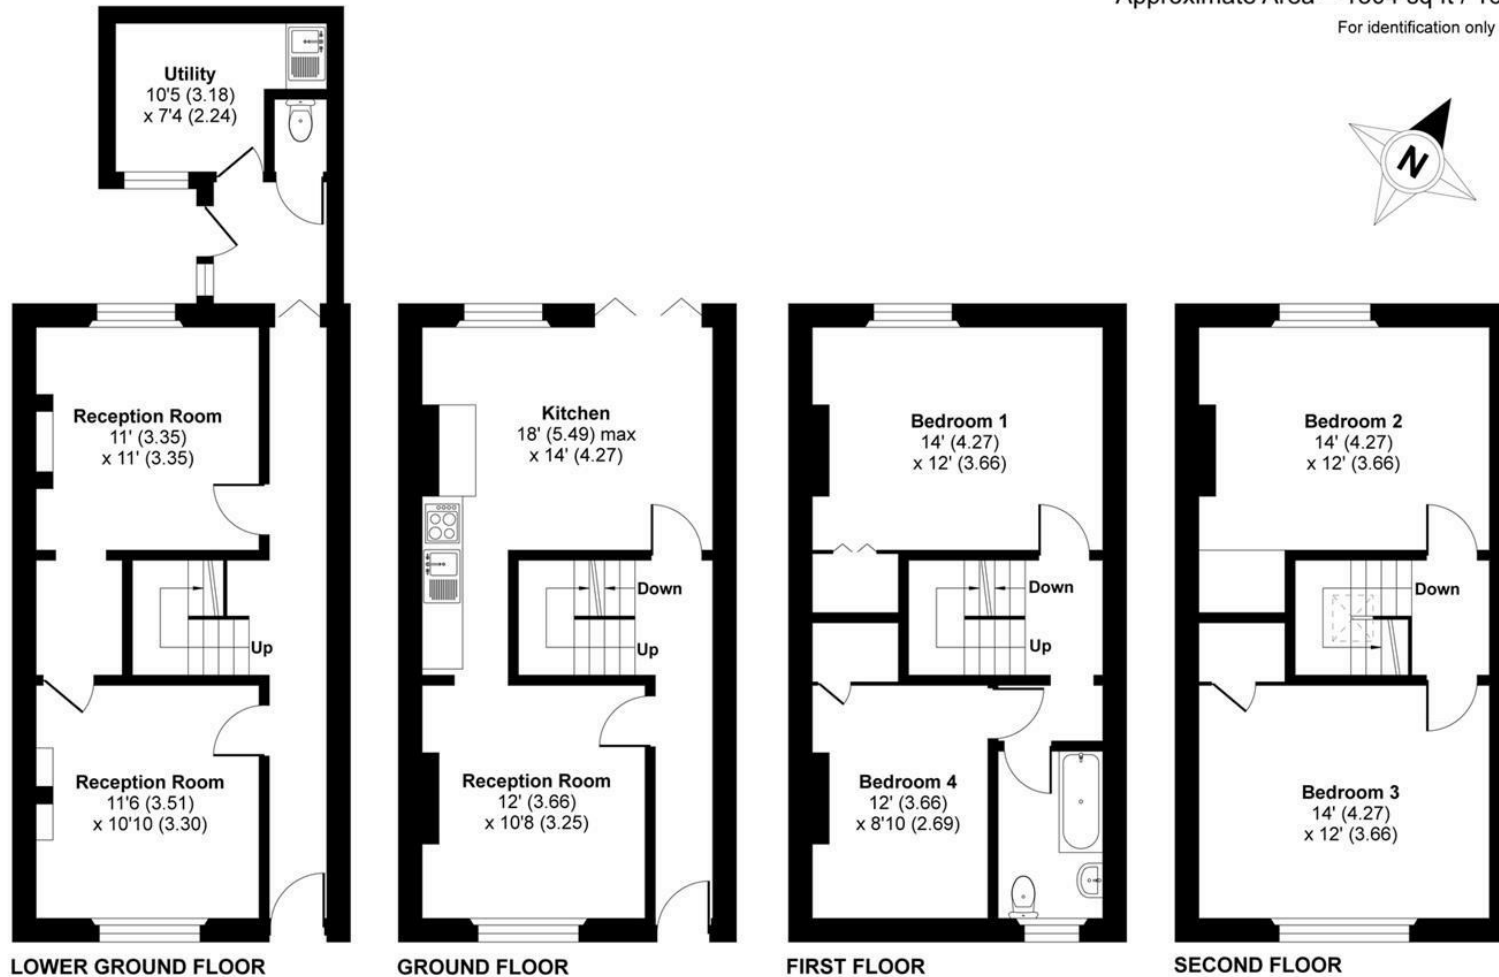 For identification only
N
Utility
10'5 (3.18)
x 7'4 (2.24)
Reception Room
11' (3.35)
x 11' (3.35)
Up
Reception Room
11'6 (3.51)
x 10'10 (3.30)
LOWER GROUND FLOOR
Kitchen
18' (5.49) max
x 14' (4.27)
Down
Up
Reception Room
12' (3.66)
x 10'8 (3.25)
GROUND FLOOR
Bedroom 1
14' (4.27)
x 12' (3.66)
Down
Up
Bedroom 4
12' (3.66)
x 8'10 (2.69)
FIRST FLOOR
Bedroom 2
14' (4.27)
x 12' (3.66)
Down
Bedroom 3
14' (4.27)
x 12' (3.66)
SECOND FLOOR